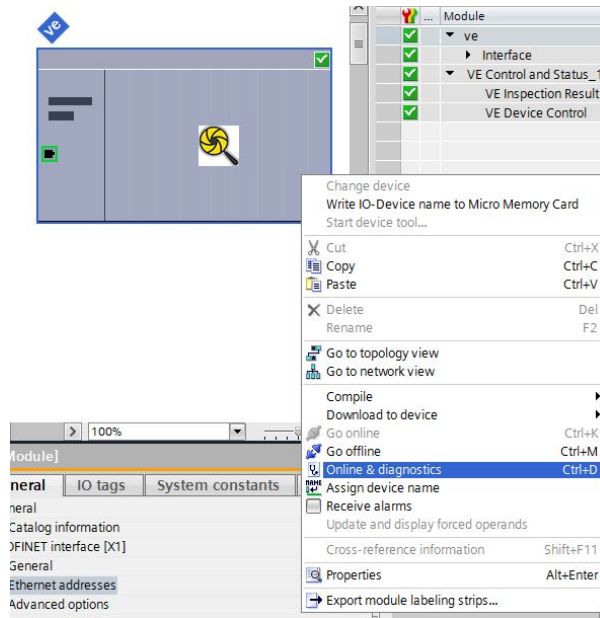 ve
... Module
ve
Interface
VE Control and Status_1
VE Inspection Result
VE Device Control
Change device
Write IO-Device name to Micro Memory Card
Start device tool...
Cut Ctrl+X
Copy Ctrl+C
Paste Ctrl+V
Delete Del
Rename F2
Go to topology view
Go to network view
Compile
Download to device
Go online Ctrl+K
Go offline Ctrl+M
Online & diagnostics Ctrl+D
NAME Assign device name
Receive alarms
Update and display forced operands
Cross-reference information Shift+F11
Properties Alt+Enter
Export module labeling strips...
> 100%
Module]
neral IO tags System constants
neral
Catalog information
OFINET interface [X1]
General
Ethernet addresses
Advanced options